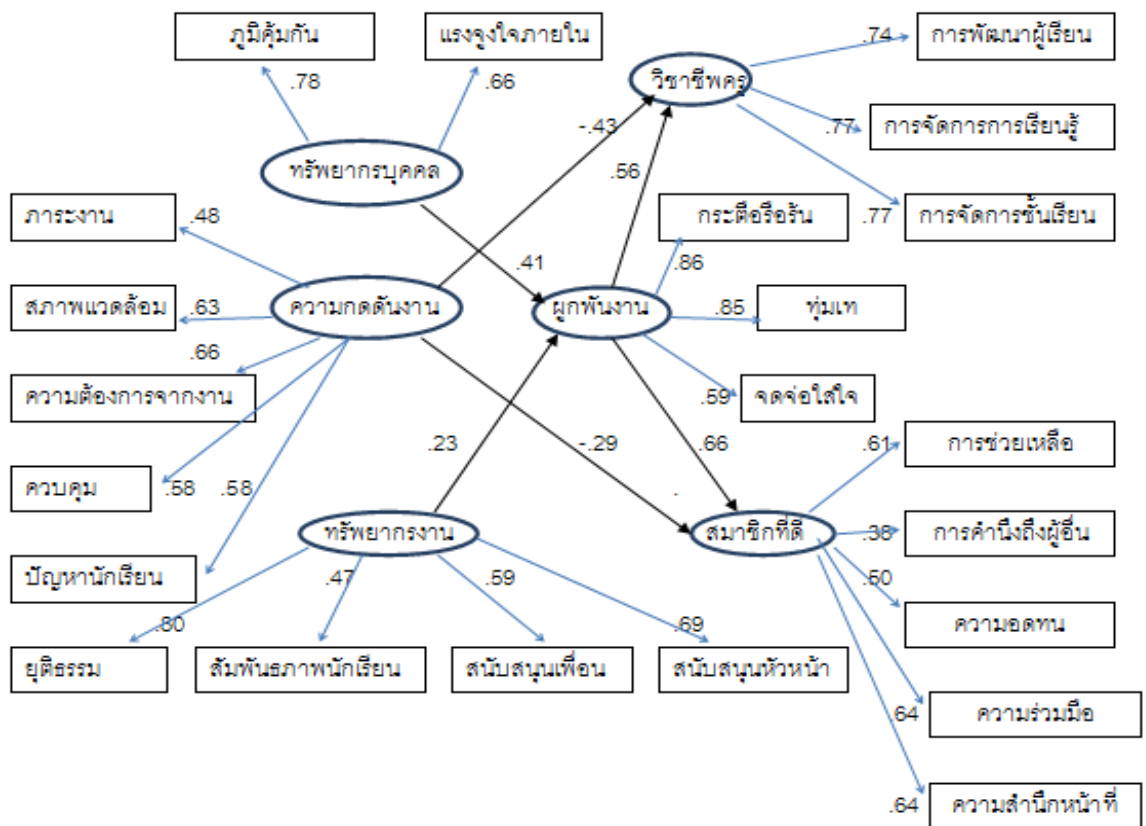 ภูมิคุ้มกัน
แรงจูงใจภายใน
การพัฒนาผู้เรียน
.74
.78
.66
วิชาชีพครู
-.43
.77
การจัดการการเรียนรู้
ทรัพยากรบุคคล
.56
ภาระงาน
.48
กระตือรือร้น
.77
การจัดการชั้นเรียน
.41
.86
สภาพแวดล้อม
.63
ความกดดันงาน
ผูกพันงาน
.85
ทุ่มเท
.66
ความต้องการจากงาน
.59
จดจ่อใส่ใจ
.23
-.29
.66
.61
การช่วยเหลือ
ควบคุม
.58
.58
.
ทรัพยากรงาน
สมาชิกที่ดี
.38
การคำนึงถึงผู้อื่น
ปัญหานักเรียน
.47
.59
.50
.80
.69
ความอดทน
ยุติธรรม
สัมพันธภาพนักเรียน
สนับสนุนเพื่อน
สนับสนุนหัวหน้า
.64
ความร่วมมือ
.64
ความสำนึกหน้าที่